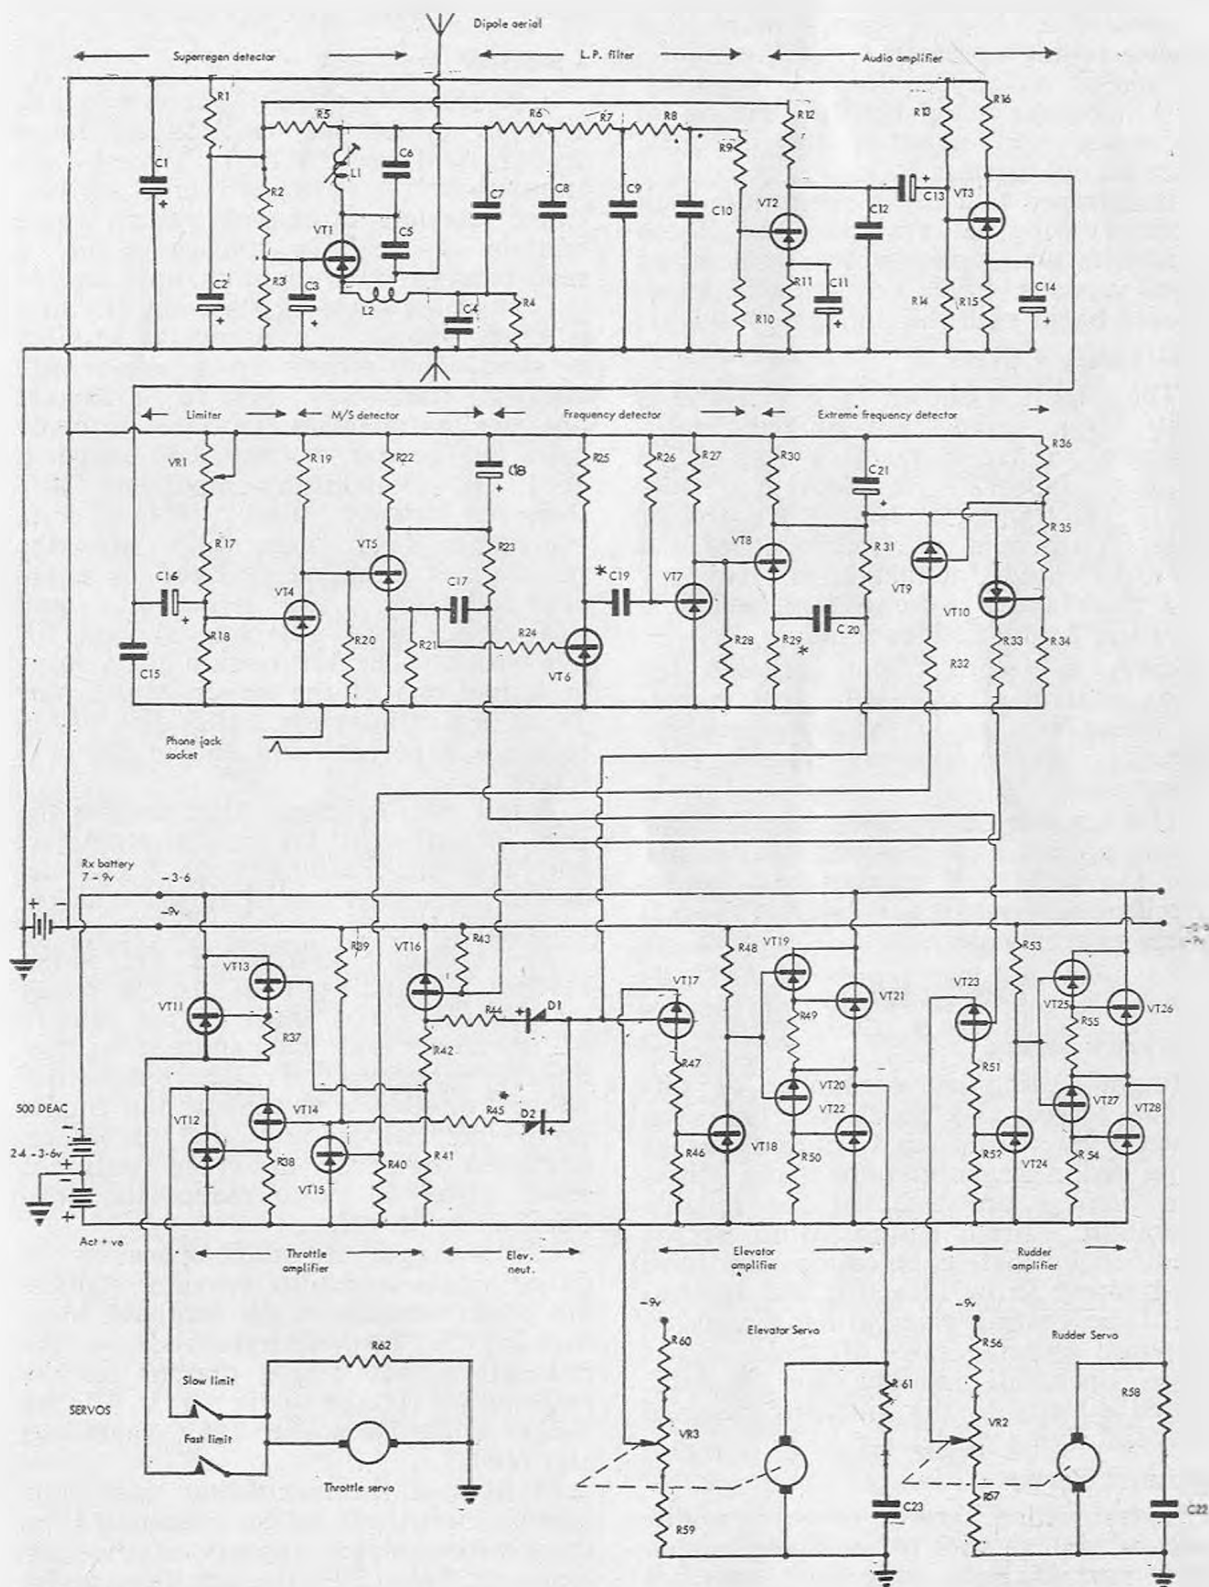 Dipole aerial
Superregen detector
L.P. filter
Audio amplifier
R1
R5
R6
R7
R8
R12
R13
R16
C1
C6
L1
R9
R2
C7
C8
C9
C10
VT2
C12
C13
VT3
VT1
C5
C2
R3
C3
L2
C4
R4
R10
R11
C11
R14
R15
C14
Limiter
M/S detector
Frequency detector
Extreme frequency detector
VR1
R19
R22
C18
R25
R26
R27
R30
C21
R36
R17
VT5
R23
VT8
R31
R35
C16
VT4
C17
* C19
VT7
VT9
VT10
R18
R20
R21
R24
R28
R29
*
C20
R32
R33
R34
C15
VT6
Phone jack
socket
Rx battery
7 - 9v
-3·6
-9v
-9v
R39
VT16
R43
R48
VT19
R53
VT13
VT17
VT23
VT25
VT11
R44
D1
VT21
VT26
R37
R42
R49
R55
R47
R51
500 DEAC
VT14
R45
*
D2
VT20
VT27
VT12
VT22
VT28
2·4 - 3·6v
VT18
R38
VT15
R40
R41
R46
R50
R52
VT24
R54
Act + ve
Throttle
amplifier
Elev.
neut.
Elevator
amplifier
Rudder
amplifier
-9v
-9v
R60
Elevator Servo
R56
Rudder Servo
R62
Slow limit
R 61
R58
SERVOS
VR3
VR2
Fast limit
Throttle servo
R59
C23
R57
C22